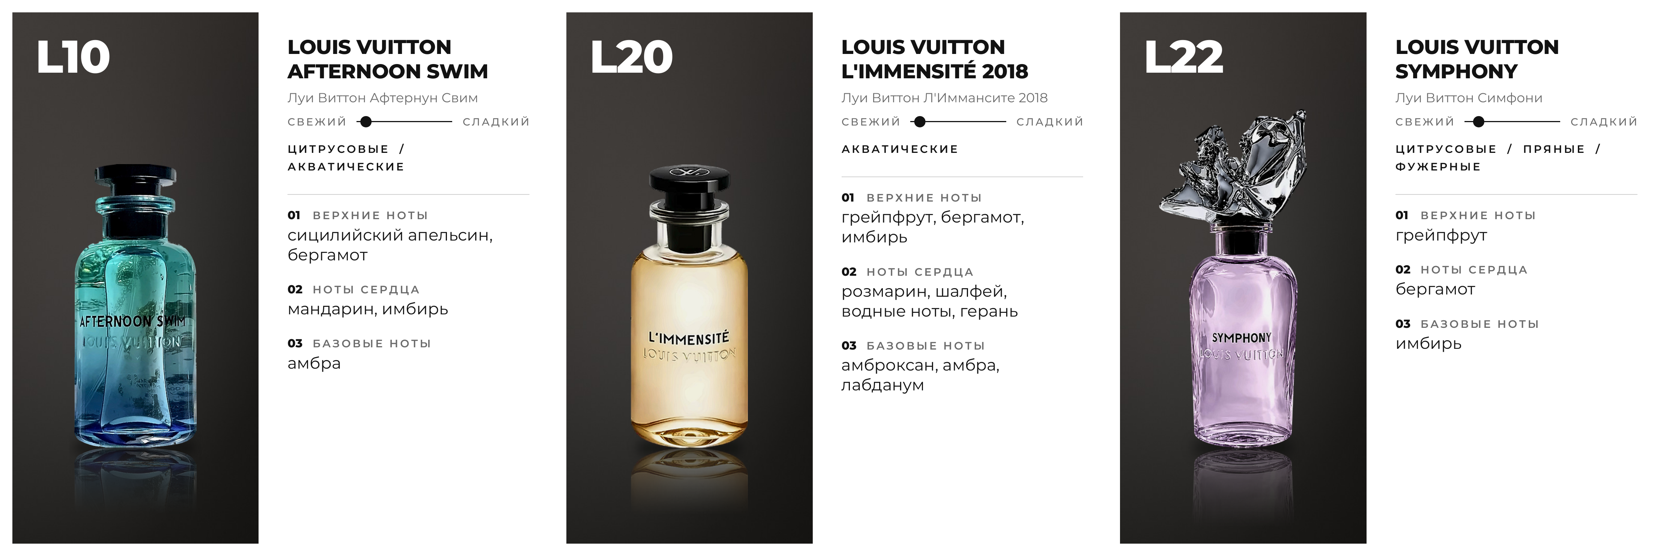 L10
LOUIS VUITTON
AFTERNOON SWIM
Луи Виттон Афтернун Свим
СВЕЖИЙ СЛАДКИЙ
ЦИТРУСОВЫЕ /
АКВАТИЧЕСКИЕ
01 ВЕРХНИЕ НОТЫ
сицилийский апельсин,
бергамот
02 НОТЫ СЕРДЦА
мандарин, имбирь
03 БАЗОВЫЕ НОТЫ
амбра
AFTERNOON SWIM
LOUIS VUITTON
L20
LOUIS VUITTON
L'IMMENSITÉ 2018
Луи Виттон Л'Иммансите 2018
СВЕЖИЙ СЛАДКИЙ
АКВАТИЧЕСКИЕ
01 ВЕРХНИЕ НОТЫ
грейпфрут, бергамот,
имбирь
02 НОТЫ СЕРДЦА
розмарин, шалфей,
водные ноты, герань
03 БАЗОВЫЕ НОТЫ
амброксан, амбра,
лабданум
L'IMMENSITÉ
LOUIS VUITTON
L22
LOUIS VUITTON
SYMPHONY
Луи Виттон Симфони
СВЕЖИЙ СЛАДКИЙ
ЦИТРУСОВЫЕ / ПРЯНЫЕ /
ФУЖЕРНЫЕ
01 ВЕРХНИЕ НОТЫ
грейпфрут
02 НОТЫ СЕРДЦА
бергамот
03 БАЗОВЫЕ НОТЫ
имбирь
SYMPHONY
LOUIS VUITTON